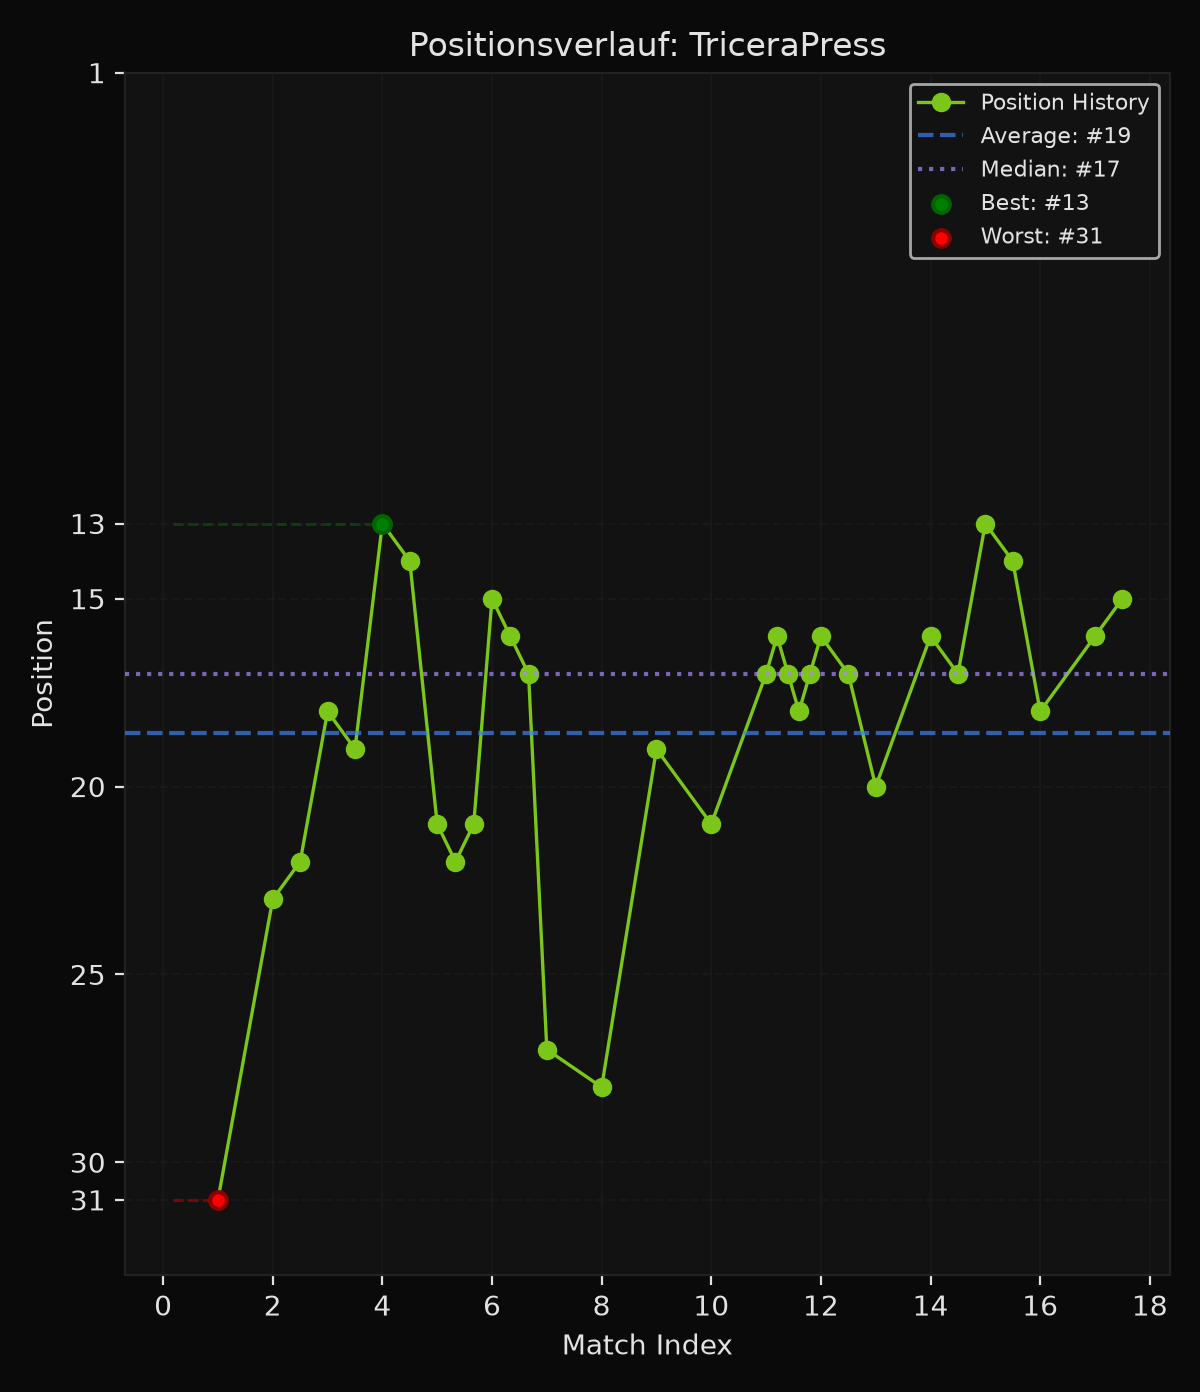 Positionsverlauf: TriceraPress
Position History
Average: #19
Median: #17
Best: #13
Worst: #31
Position
1
13
15
20
25
30
31
0 2 4 6 8 10 12 14 16 18
Match Index